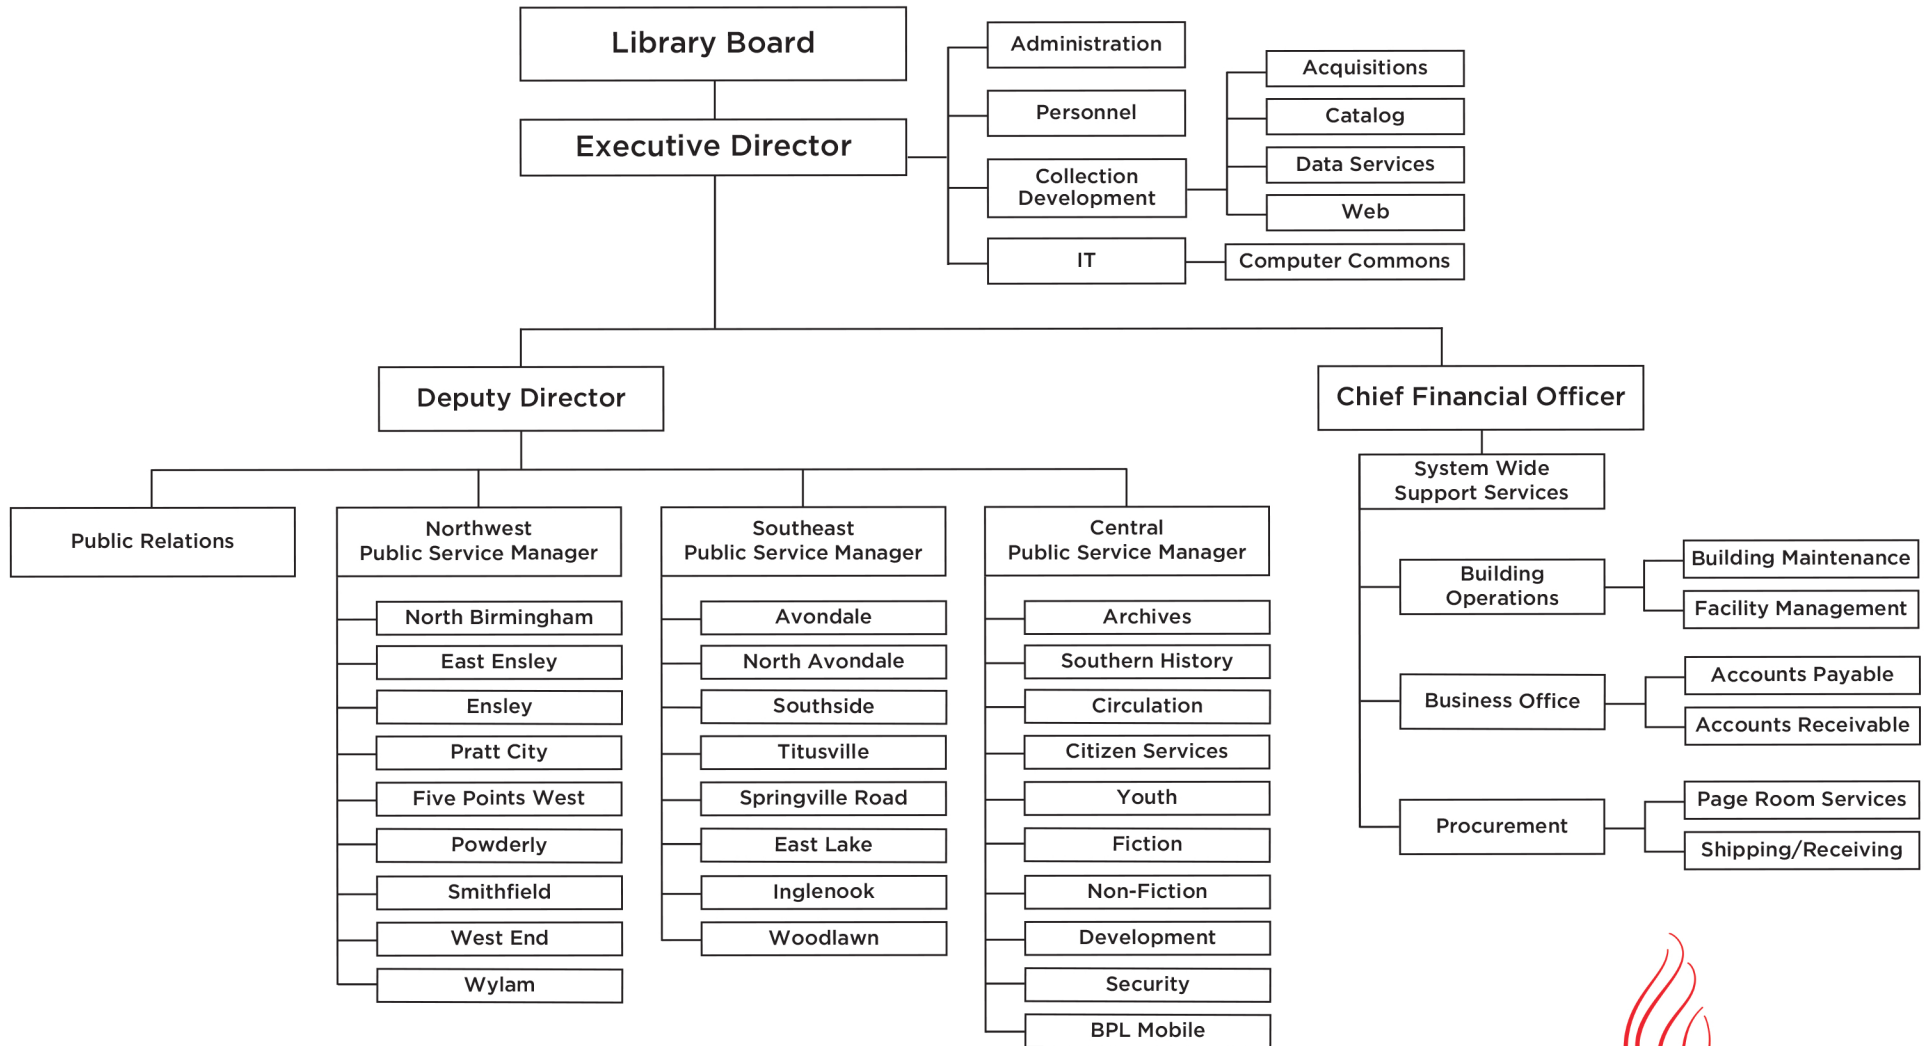 Library Board
Executive Director
Administration
Personnel
Collection
Development
IT
Acquisitions
Catalog
Data Services
Web
Computer Commons
Deputy Director
Chief Financial Officer
Public Relations
Northwest
Public Service Manager
North Birmingham
East Ensley
Ensley
Pratt City
Five Points West
Powderly
Smithfield
West End
Wylam
Southeast
Public Service Manager
Avondale
North Avondale
Southside
Titusville
Springville Road
East Lake
Inglenook
Woodlawn
Central
Public Service Manager
Archives
Southern History
Circulation
Citizen Services
Youth
Fiction
Non-Fiction
Development
Security
BPL Mobile
System Wide
Support Services
Building
Operations
Building Maintenance
Facility Management
Business Office
Accounts Payable
Accounts Receivable
Procurement
Page Room Services
Shipping/Receiving